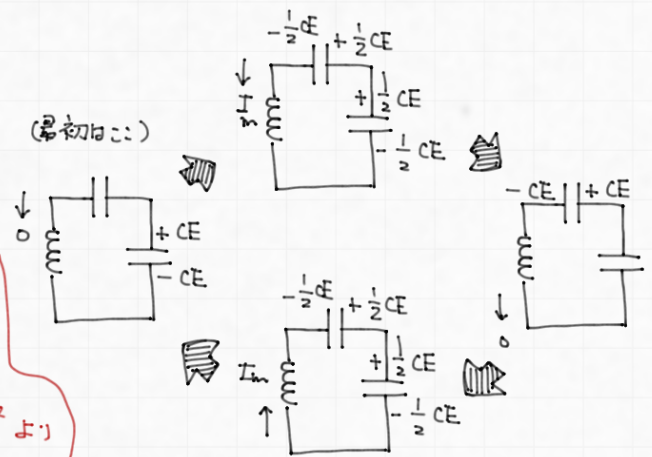 -1/2 CE +1/2 CE
Im
+ 1/2 CE
- 1/2 CE
(最初はここ)
0
+ CE
- CE
- CE + CE
0
-1/2 CE +1/2 CE
Im
+ 1/2 CE
- 1/2 CE
より